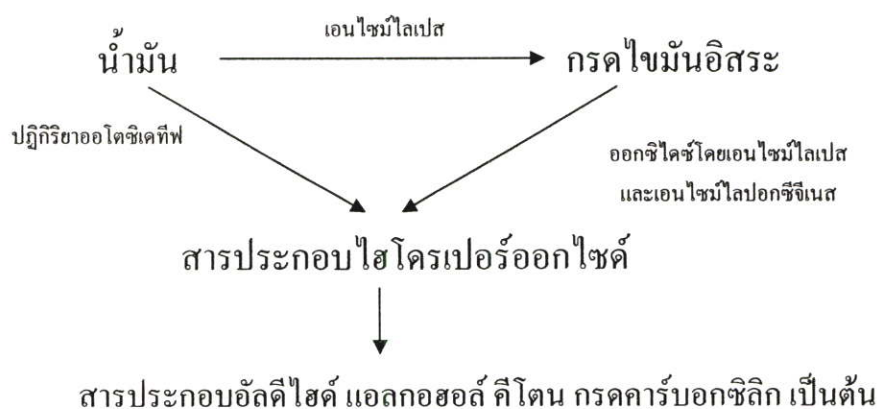 เอนไซม์ไลเปส
น้ำมัน
กรดไขมันอิสระ
ปฏิกิริยาออโตซิเดทีฟ
ออกซิไดซ์โดยเอนไซม์ไลเปส
และเอนไซม์ไลปอกซีจีเนส
สารประกอบไฮโดรเปอร์ออกไซด์
สารประกอบอัลดีไฮด์ แอลกอฮอล์ คีโตน กรดคาร์บอกซิลิก เป็นต้น